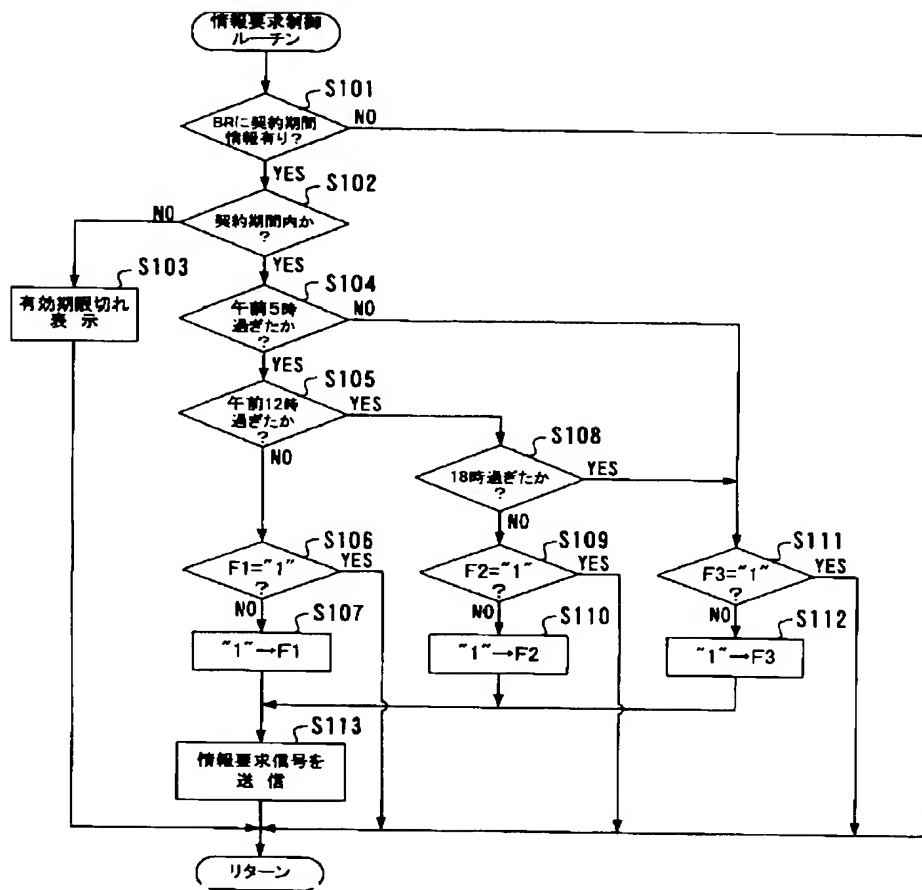 情報要求制御
ルーチン
S101
BRに契約期間
情報有り?
NO
YES
S102
契約期間内か
?
NO
YES
S103
有効期限切れ
表示
S104
午前5時
過ぎたか
?
NO
YES
S105
午前12時
過ぎたか
?
YES
NO
S108
18時過ぎたか
?
YES
NO
S106
F1="1"
?
YES
NO
S109
F2="1"
?
YES
NO
S111
F3="1"
?
YES
NO
S107
"1"→F1
S110
"1"→F2
S112
"1"→F3
S113
情報要求信号を
送信
リターン